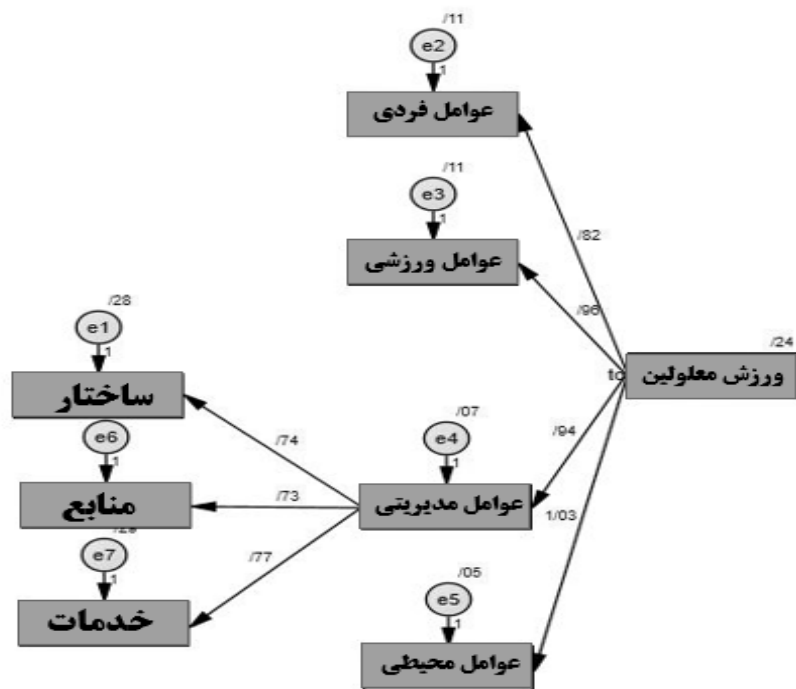 /11
e2
1
عوامل فردی
/11
e3
1
عوامل ورزشی
/82
/96
/28
e1
1
ساختار
/24
ورزش معلولین
to
e6
1
منابع
/74
/73
/77
/07
e4
1
عوامل مدیریتی
/94
1/03
e7
1
خدمات
/05
e5
1
عوامل محیطی